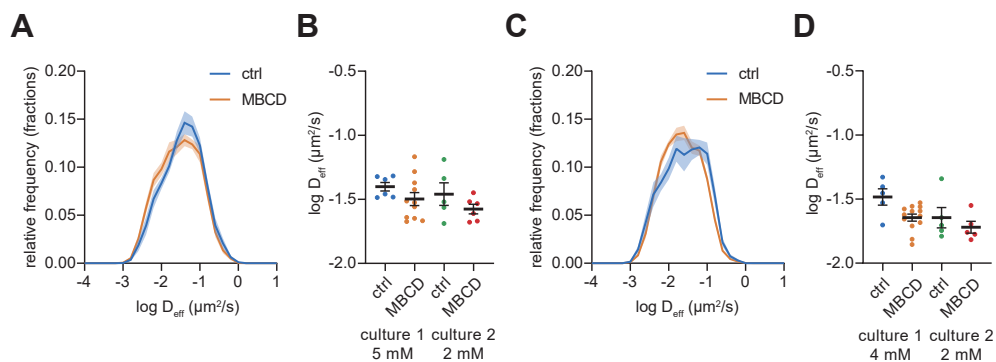 A
relative frequency (fractions)
0.20
0.15
0.10
0.05
0.00
-4
-3
-2
-1
0
1
log Deff (µm²/s)
ctrl
MBCD
B
log Deff (µm²/s)
-0.5
-1.0
-1.5
-2.0
ctrl
MBCD
ctrl
MBCD
culture 1
5 mM
culture 2
2 mM
C
relative frequency (fractions)
0.20
0.15
0.10
0.05
0.00
-4
-3
-2
-1
0
1
log Deff (µm²/s)
ctrl
MBCD
D
log Deff (µm²/s)
-0.5
-1.0
-1.5
-2.0
ctrl
MBCD
ctrl
MBCD
culture 1
4 mM
culture 2
2 mM